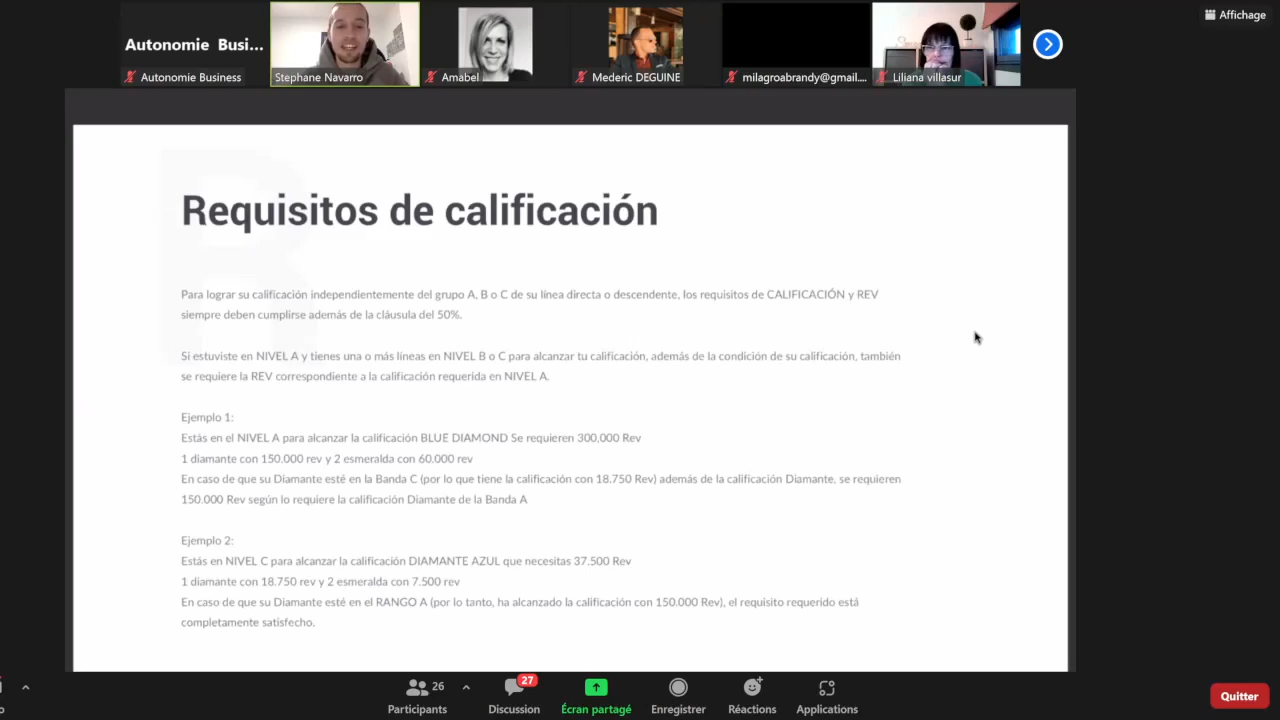 Affichage
Autonomie Busi...
Autonomie Business
Stephane Navarro
Amabel
Mederic DEGUINE
milagroabrandy@gmail....
Liliana villasur
Requisitos de calificación
Para lograr su calificación independientemente del grupo A, B o C de su línea directa o descendente, los requisitos de CALIFICACIÓN y REV
siempre deben cumplirse además de la cláusula del 50%.
Si estuviste en NIVEL A y tienes una o más líneas en NIVEL B o C para alcanzar tu calificación, además de la condición de su calificación, también
se requiere la REV correspondiente a la calificación requerida en NIVEL A.
Ejemplo 1:
Estás en el NIVEL A para alcanzar la calificación BLUE DIAMOND Se requieren 300,000 Rev
1 diamante con 150.000 rev y 2 esmeralda con 60.000 rev
En caso de que su Diamante esté en la Banda C (por lo que tiene la calificación con 18.750 Rev) además de la calificación Diamante, se requieren
150.000 Rev según lo requiere la calificación Diamante de la Banda A
Ejemplo 2:
Estás en NIVEL C para alcanzar la calificación DIAMANTE AZUL que necesitas 37.500 Rev
1 diamante con 18.750 rev y 2 esmeralda con 7.500 rev
En caso de que su Diamante esté en el RANGO A (por lo tanto, ha alcanzado la calificación con 150.000 Rev), el requisito requerido está
completamente satisfecho.
26
27
Participants
Discussion
Écran partagé
Enregistrer
Réactions
Applications
Quitter